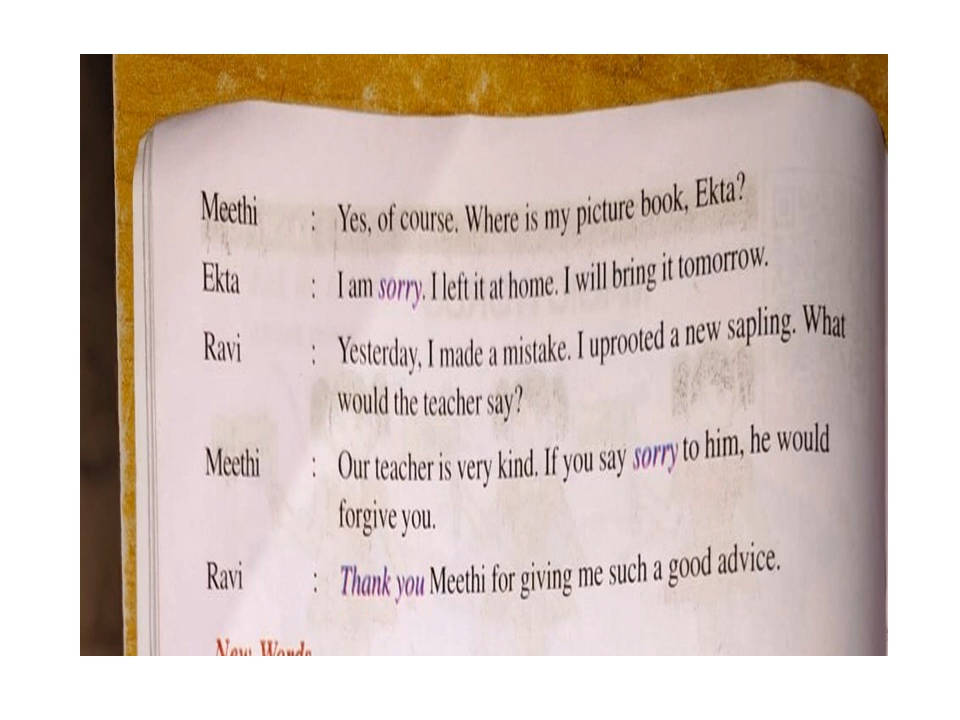 Meethi : Yes, of course. Where is my picture book, Ekta?
Ekta : I am sorry. I left it at home. I will bring it tomorrow.
Ravi : Yesterday, I made a mistake. I uprooted a new sapling. What
would the teacher say?
Meethi : Our teacher is very kind. If you say sorry to him, he would
forgive you.
Ravi : Thank you Meethi for giving me such a good advice.
New Words